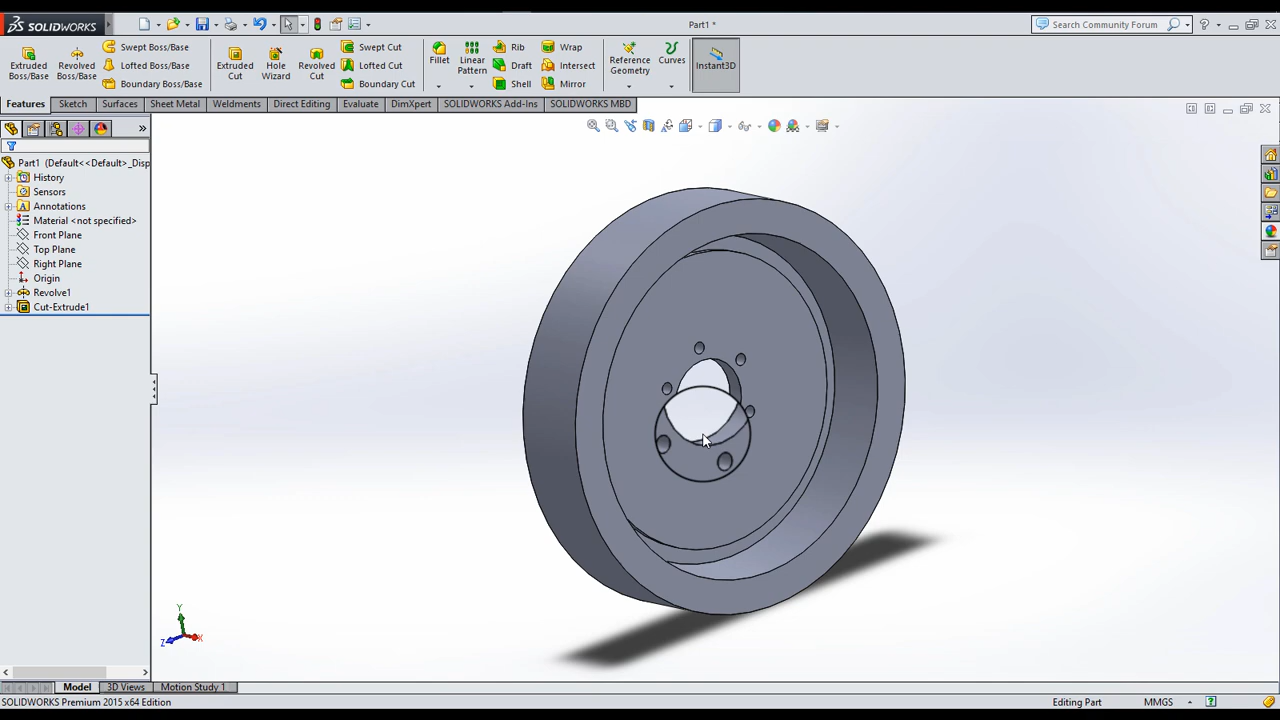 SOLIDWORKS
Part1 *
Search Community Forum
Extruded Boss/Base
Revolved Boss/Base
Swept Boss/Base
Lofted Boss/Base
Boundary Boss/Base
Extruded Cut
Hole Wizard
Revolved Cut
Swept Cut
Lofted Cut
Boundary Cut
Fillet
Linear Pattern
Rib
Draft
Shell
Wrap
Intersect
Mirror
Reference Geometry
Curves
Instant3D
Features
Sketch
Surfaces
Sheet Metal
Weldments
Direct Editing
Evaluate
DimXpert
SOLIDWORKS Add-Ins
SOLIDWORKS MBD
Part1 (Default<<Default>_Disp
History
Sensors
Annotations
Material <not specified>
Front Plane
Top Plane
Right Plane
Origin
Revolve1
Cut-Extrude1
Y
Z
X
Model
3D Views
Motion Study 1
SOLIDWORKS Premium 2015 x64 Edition
Editing Part
MMGS